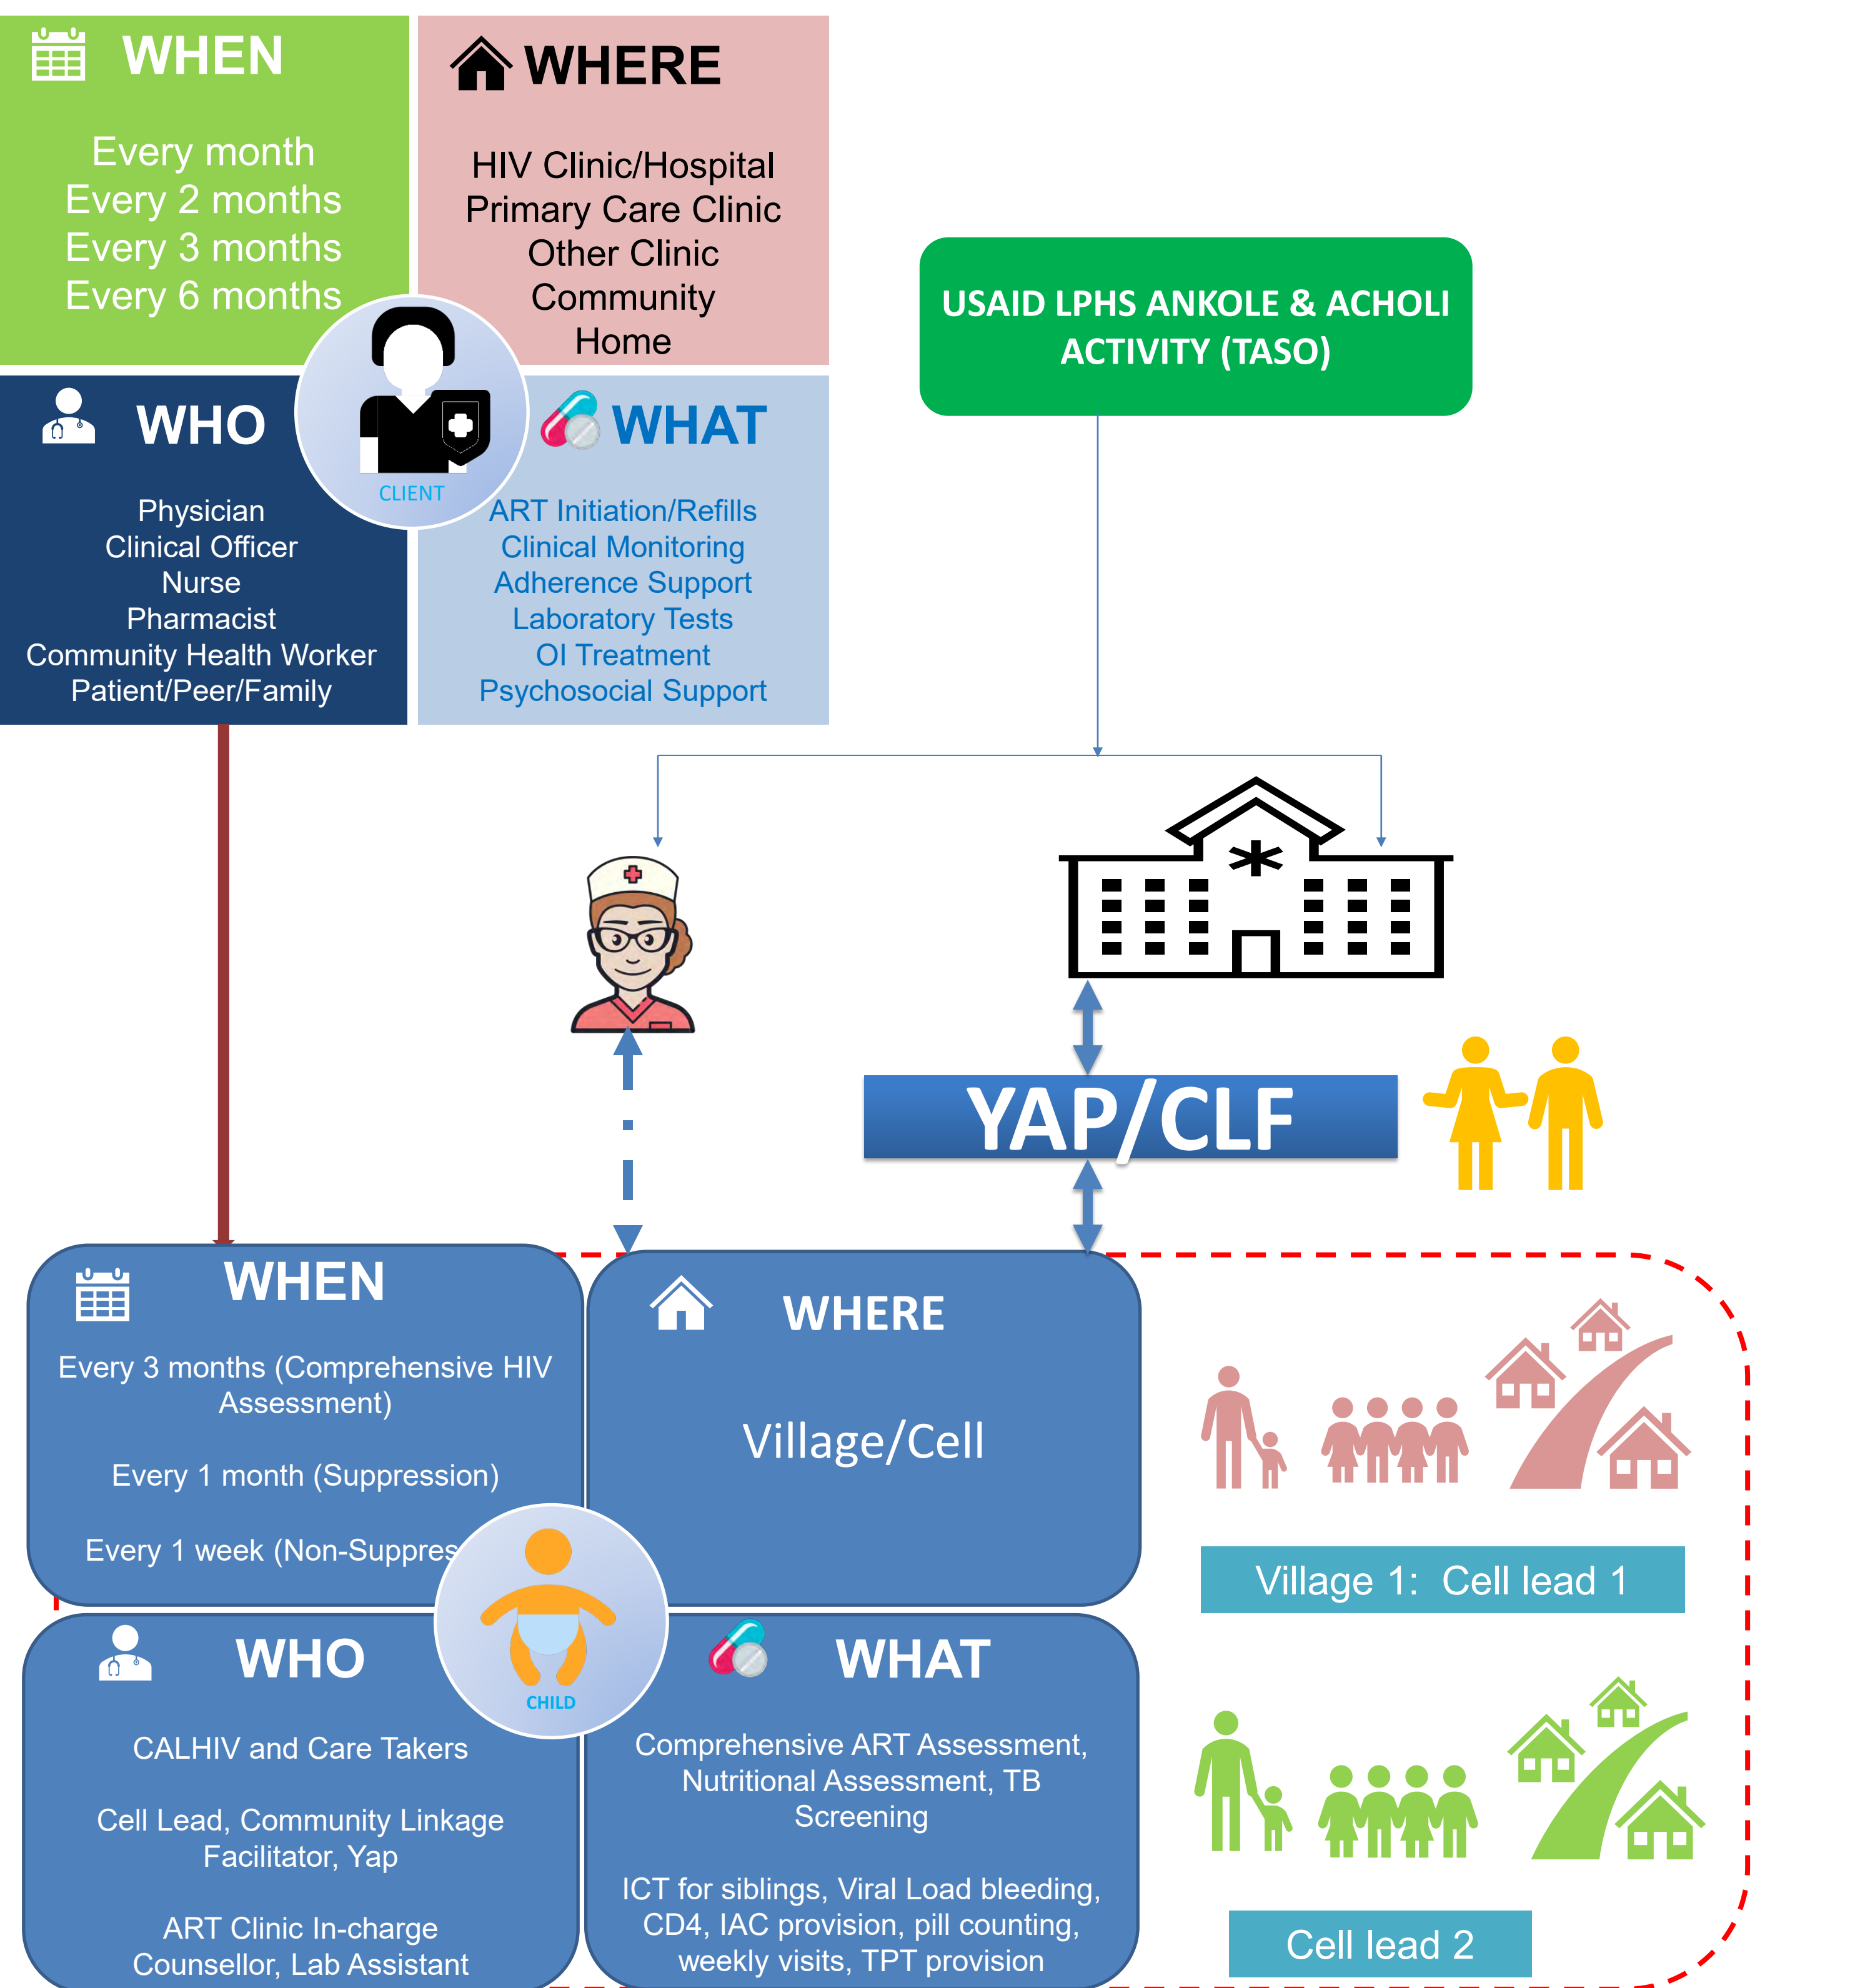 WHEN
Every month
Every 2 months
Every 3 months
Every 6 months
WHERE
HIV Clinic/Hospital
Primary Care Clinic
Other Clinic
Community
Home
WHO
Physician
Clinical Officer
Nurse
Pharmacist
Community Health Worker
Patient/Peer/Family
CLIENT
WHAT
ART Initiation/Refills
Clinical Monitoring
Adherence Support
Laboratory Tests
OI Treatment
Psychosocial Support
USAID LPHS ANKOLE & ACHOLI
ACTIVITY (TASO)
YAP/CLF
WHEN
Every 3 months (Comprehensive HIV
Assessment)
Every 1 month (Suppression)
Every 1 week (Non-Suppres
WHERE
Village/Cell
WHO
CALHIV and Care Takers
Cell Lead, Community Linkage
Facilitator, Yap
ART Clinic In-charge
Counsellor, Lab Assistant
CHILD
WHAT
Comprehensive ART Assessment,
Nutritional Assessment, TB
Screening
ICT for siblings, Viral Load bleeding,
CD4, IAC provision, pill counting,
weekly visits, TPT provision
Village 1: Cell lead 1
Cell lead 2